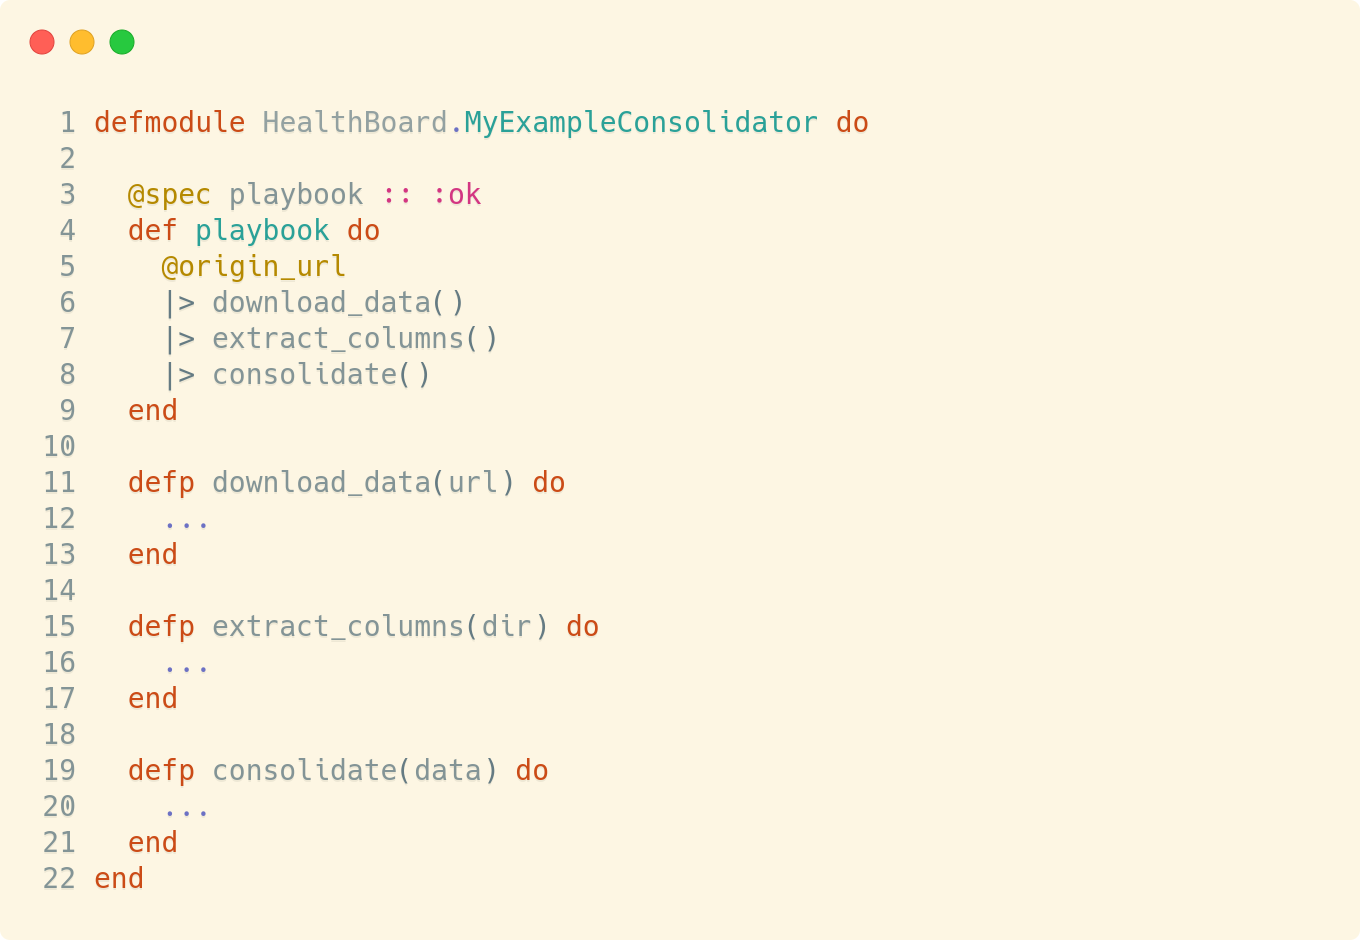 1 defmodule HealthBoard.MyExampleConsolidator do
2
3   @spec playbook :: :ok
4   def playbook do
5     @origin_url
6     |> download_data()
7     |> extract_columns()
8     |> consolidate()
9   end
10
11   defp download_data(url) do
12     ...
13   end
14
15   defp extract_columns(dir) do
16     ...
17   end
18
19   defp consolidate(data) do
20     ...
21   end
22 end